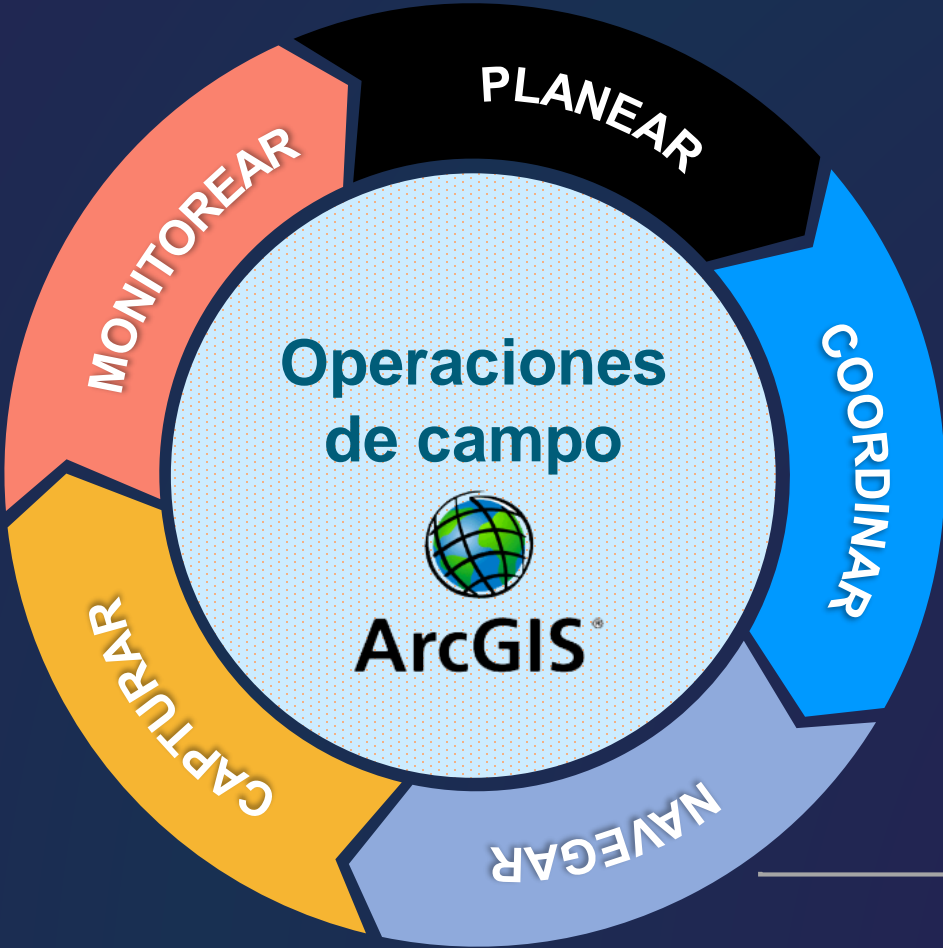 PLANEAR
COORDINAR
NAVEGAR
CAPTURAR
MONITOREAR
Operaciones
de campo
ArcGIS®